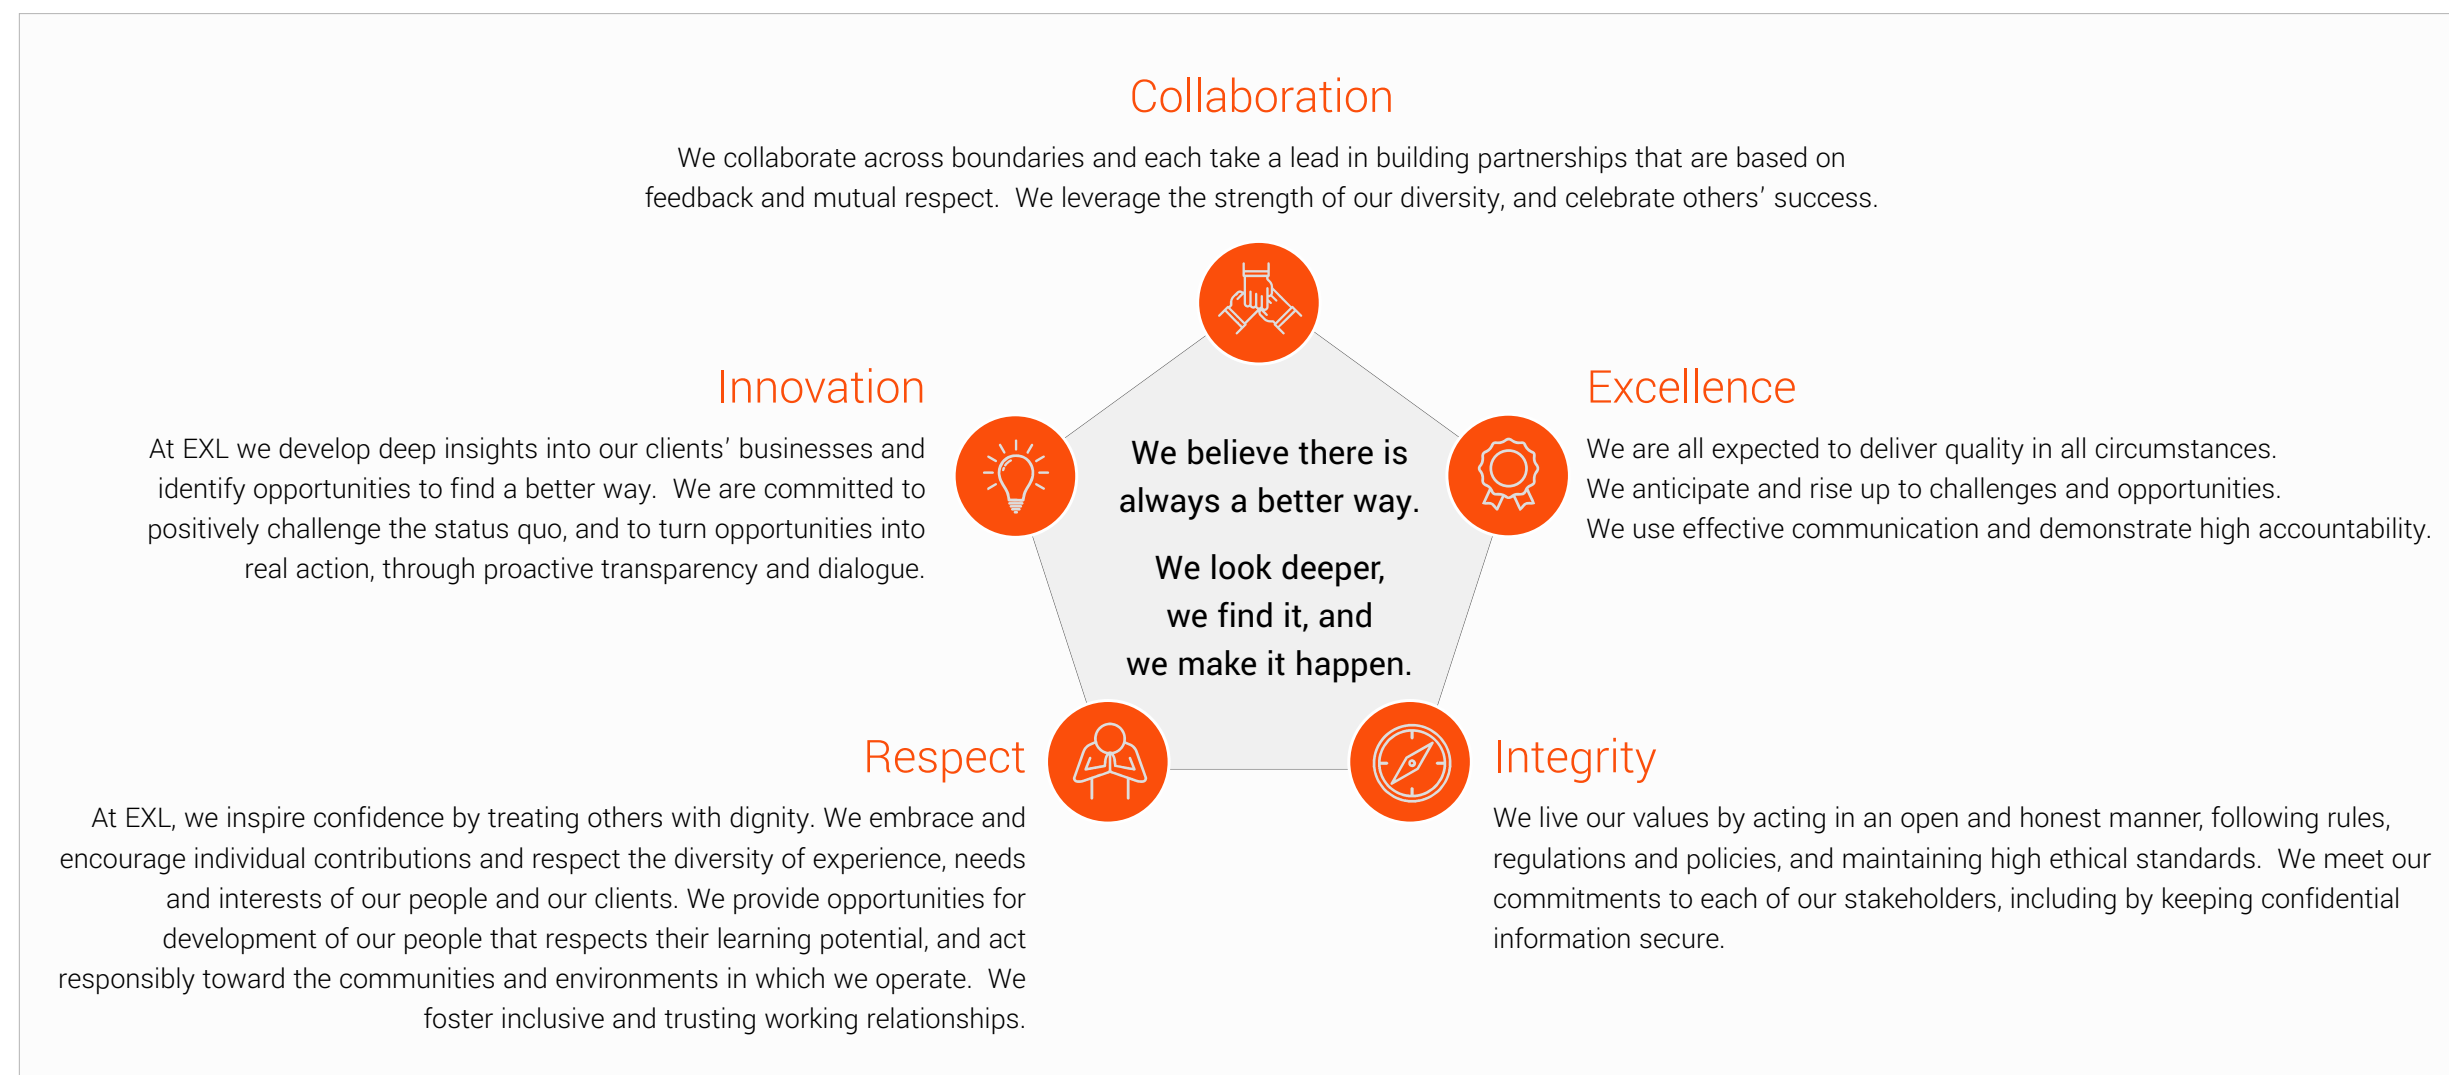 Collaboration
We collaborate across boundaries and each take a lead in building partnerships that are based on
feedback and mutual respect.  We leverage the strength of our diversity, and celebrate others’ success.
Innovation
At EXL we develop deep insights into our clients’ businesses and
identify opportunities to find a better way.  We are committed to
positively challenge the status quo, and to turn opportunities into
real action, through proactive transparency and dialogue.
We believe there is
always a better way.
We look deeper,
we find it, and
we make it happen.
Excellence
We are all expected to deliver quality in all circumstances.
We anticipate and rise up to challenges and opportunities.
We use effective communication and demonstrate high accountability.
Respect
At EXL, we inspire confidence by treating others with dignity. We embrace and
encourage individual contributions and respect the diversity of experience, needs
and interests of our people and our clients. We provide opportunities for
development of our people that respects their learning potential, and act
responsibly toward the communities and environments in which we operate.  We
foster inclusive and trusting working relationships.
Integrity
We live our values by acting in an open and honest manner, following rules,
regulations and policies, and maintaining high ethical standards.  We meet our
commitments to each of our stakeholders, including by keeping confidential
information secure.